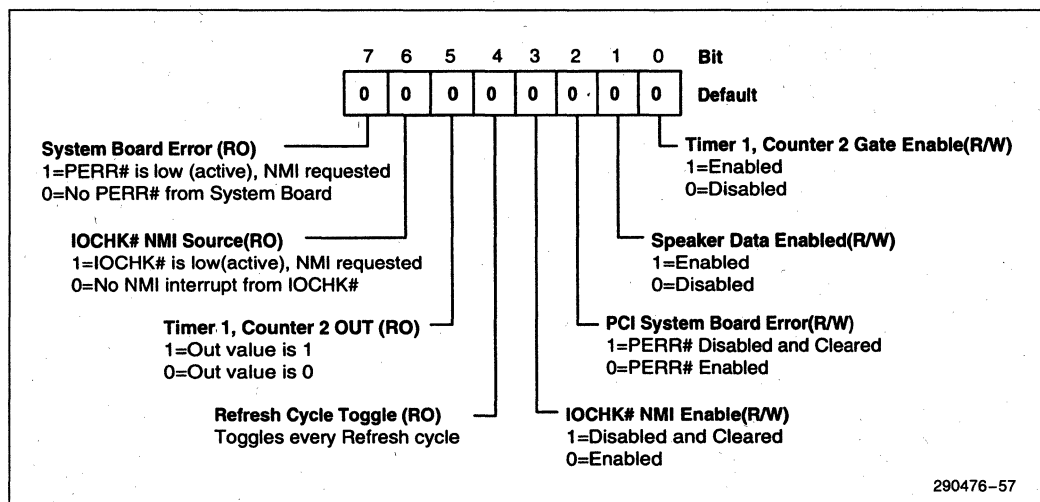 7 6 5 4 3 2 1 0 Bit
0 0 0 0 0 0 0 0 Default
System Board Error (RO)
1=PERR# is low (active), NMI requested
0=No PERR# from System Board
IOCHK# NMI Source(RO)
1=IOCHK# is low(active), NMI requested
0=No NMI interrupt from IOCHK#
Timer 1, Counter 2 OUT (RO)
1=Out value is 1
0=Out value is 0
Refresh Cycle Toggle (RO)
Toggles every Refresh cycle
Timer 1, Counter 2 Gate Enable(R/W)
1=Enabled
0=Disabled
Speaker Data Enabled(R/W)
1=Enabled
0=Disabled
PCI System Board Error(R/W)
1=PERR# Disabled and Cleared
0=PERR# Enabled
IOCHK# NMI Enable(R/W)
1=Disabled and Cleared
0=Enabled
290476-57